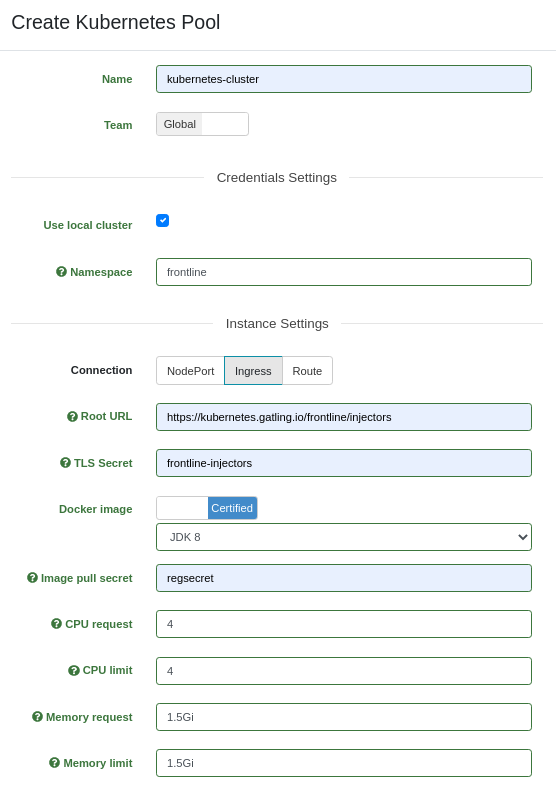 Create Kubernetes Pool
Name kubernetes-cluster
Team Global
Credentials Settings
Use local cluster
? Namespace frontline
Instance Settings
Connection NodePort Ingress Route
? Root URL https://kubernetes.gatling.io/frontline/injectors
? TLS Secret frontline-injectors
Docker image Certified
JDK 8
? Image pull secret regsecret
? CPU request 4
? CPU limit 4
? Memory request 1.5Gi
? Memory limit 1.5Gi